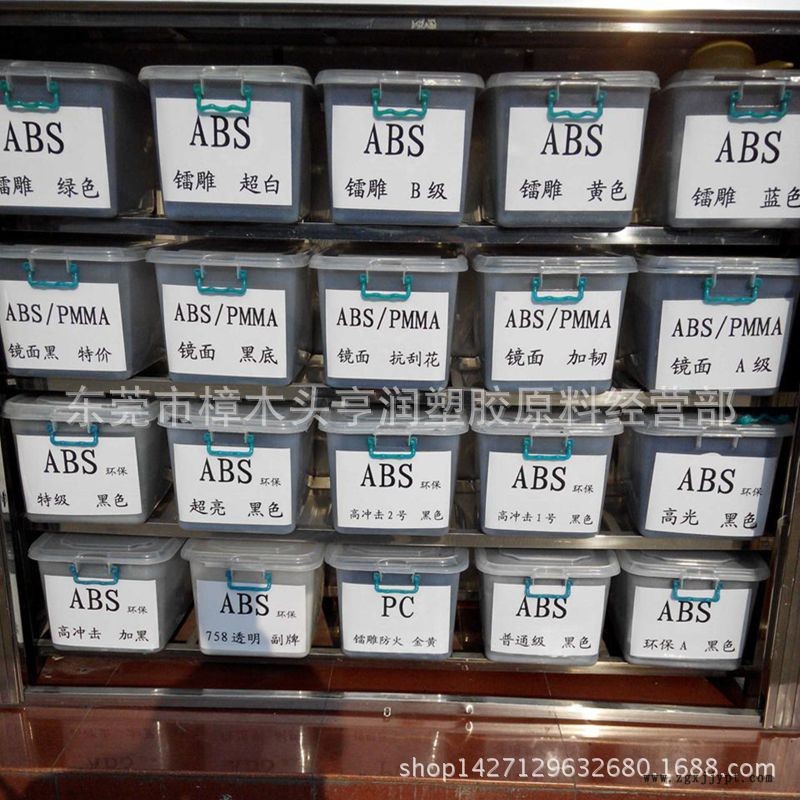 ABS
镭雕 绿色
ABS
镭雕 超白
ABS
镭雕 B级
ABS
镭雕 黄色
ABS
镭雕 蓝色
ABS/PMMA
镜面黑 特价
ABS/PMMA
镜面 黑底
ABS/PMMA
镜面 抗刮花
ABS/PMMA
镜面 加韧
ABS/PMMA
镜面 A级
东莞市樟木头亨润塑胶原料经营部
ABS 环保
特级 黑色
ABS 环保
超亮 黑色
ABS 环保
高冲击2号 黑色
ABS 环保
高冲击1号 黑色
ABS 环保
高光 黑色
ABS 环保
高冲击 加黑
ABS 环保
758透明 副牌
PC
镭雕防火 金黄
ABS 环保
普通级 黑色
ABS 环保
环保A 黑色
shop1427129632680.1688.com
www.zgxjjypt.com